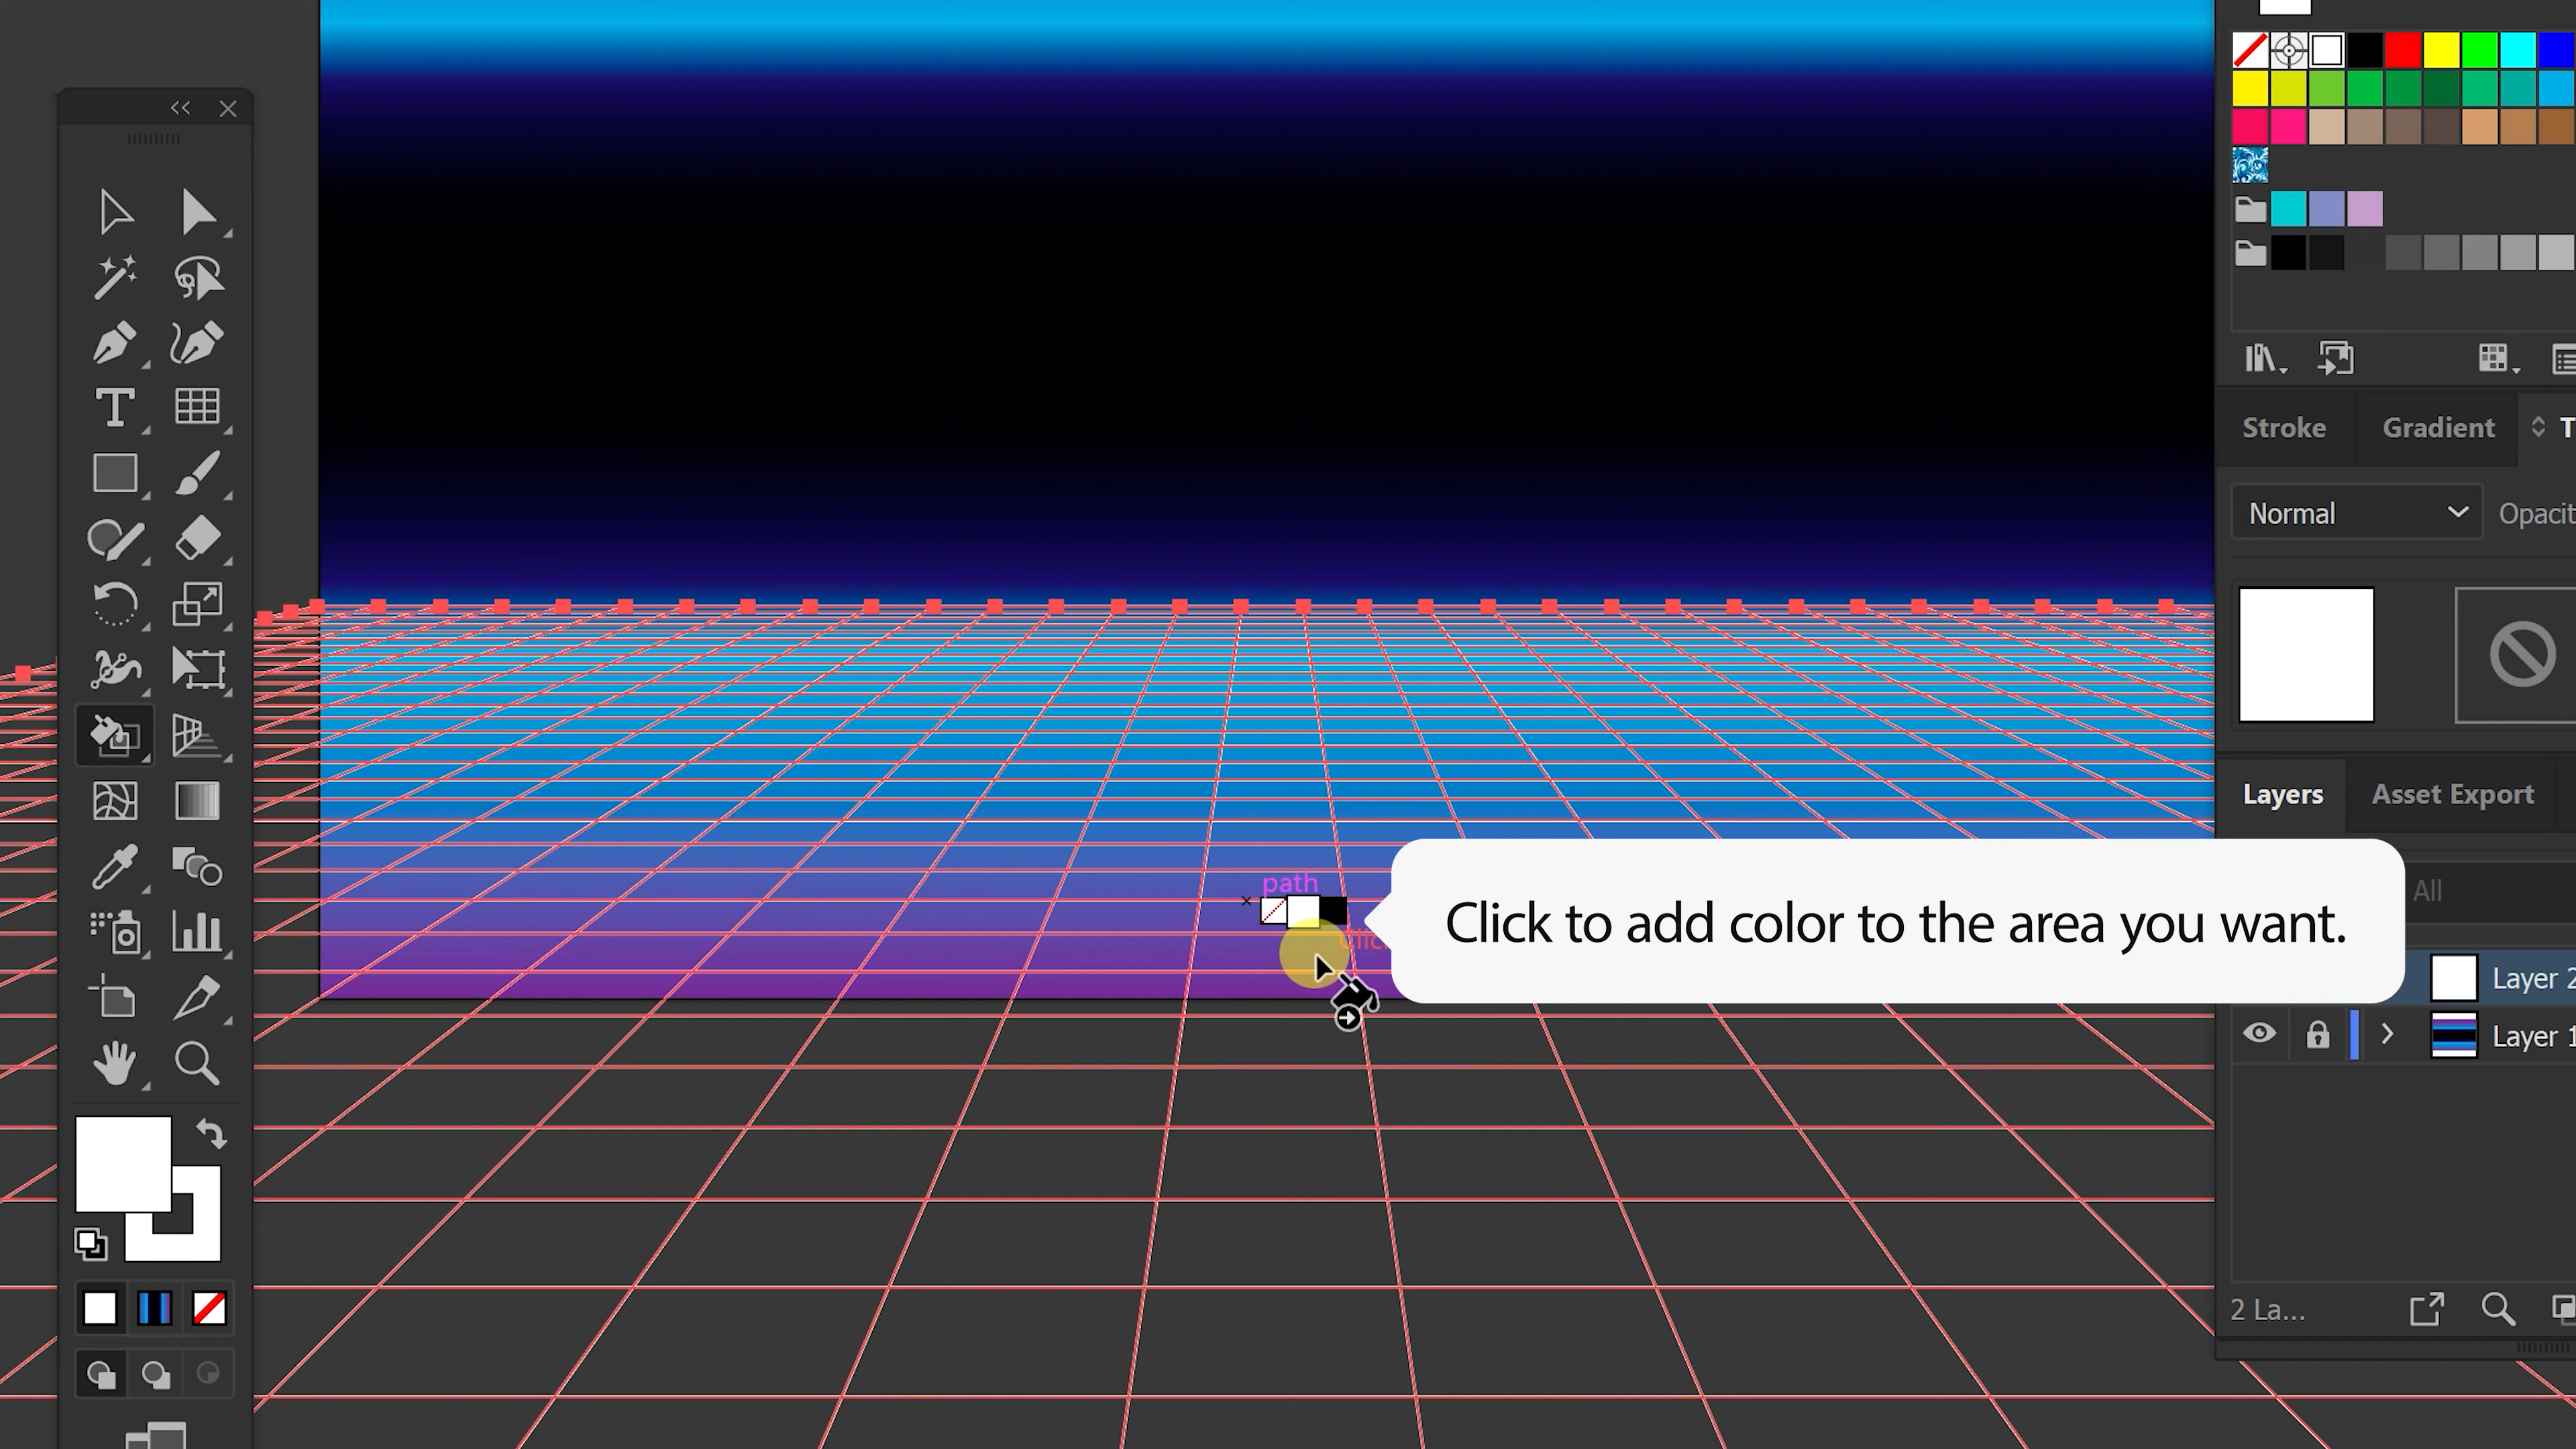 Stroke
Gradient
T
Normal
Opacit
Layers
Asset Export
path
Click to add color to the area you want.
All
Layer 2
Layer 1
2 La...